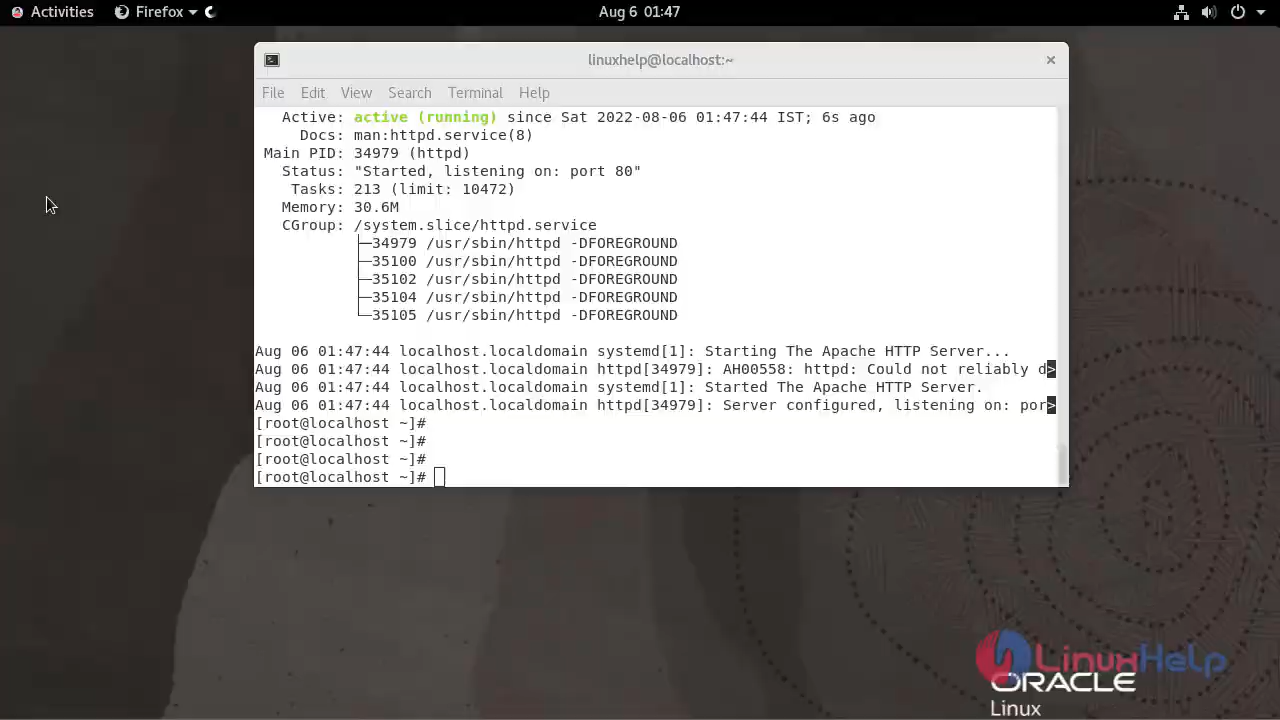 Activities Firefox Aug 6 01:47
linuxhelp@localhost:~
File Edit View Search Terminal Help
Active: active (running) since Sat 2022-08-06 01:47:44 IST; 6s ago
Docs: man:httpd.service(8)
Main PID: 34979 (httpd)
Status: "Started, listening on: port 80"
Tasks: 213 (limit: 10472)
Memory: 30.6M
CGroup: /system.slice/httpd.service
├─34979 /usr/sbin/httpd -DFOREGROUND
├─35100 /usr/sbin/httpd -DFOREGROUND
├─35102 /usr/sbin/httpd -DFOREGROUND
├─35104 /usr/sbin/httpd -DFOREGROUND
└─35105 /usr/sbin/httpd -DFOREGROUND
Aug 06 01:47:44 localhost.localdomain systemd[1]: Starting The Apache HTTP Server...
Aug 06 01:47:44 localhost.localdomain httpd[34979]: AH00558: httpd: Could not reliably d>
Aug 06 01:47:44 localhost.localdomain systemd[1]: Started The Apache HTTP Server.
Aug 06 01:47:44 localhost.localdomain httpd[34979]: Server configured, listening on: por>
[root@localhost ~]#
[root@localhost ~]#
[root@localhost ~]#
[root@localhost ~]#
LinuxHelp
ORACLE
Linux